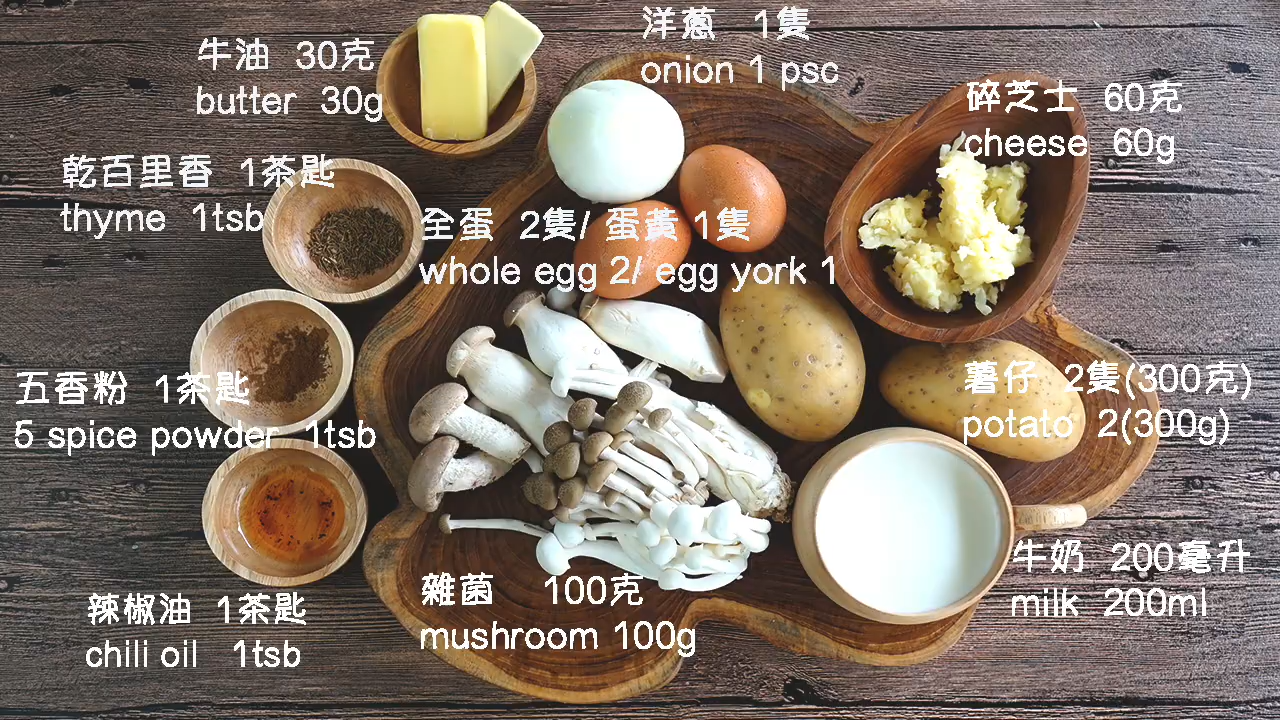 牛油 30克
butter 30g
洋蔥 1隻
onion 1 psc
碎芝士 60克
cheese 60g
乾百里香 1茶匙
thyme 1tsb
全蛋 2隻/ 蛋黃 1隻
whole egg 2/ egg york 1
五香粉 1茶匙
5 spice powder 1tsb
薯仔 2隻(300克)
potato 2(300g)
辣椒油 1茶匙
chili oil 1tsb
雜菌 100克
mushroom 100g
牛奶 200毫升
milk 200ml